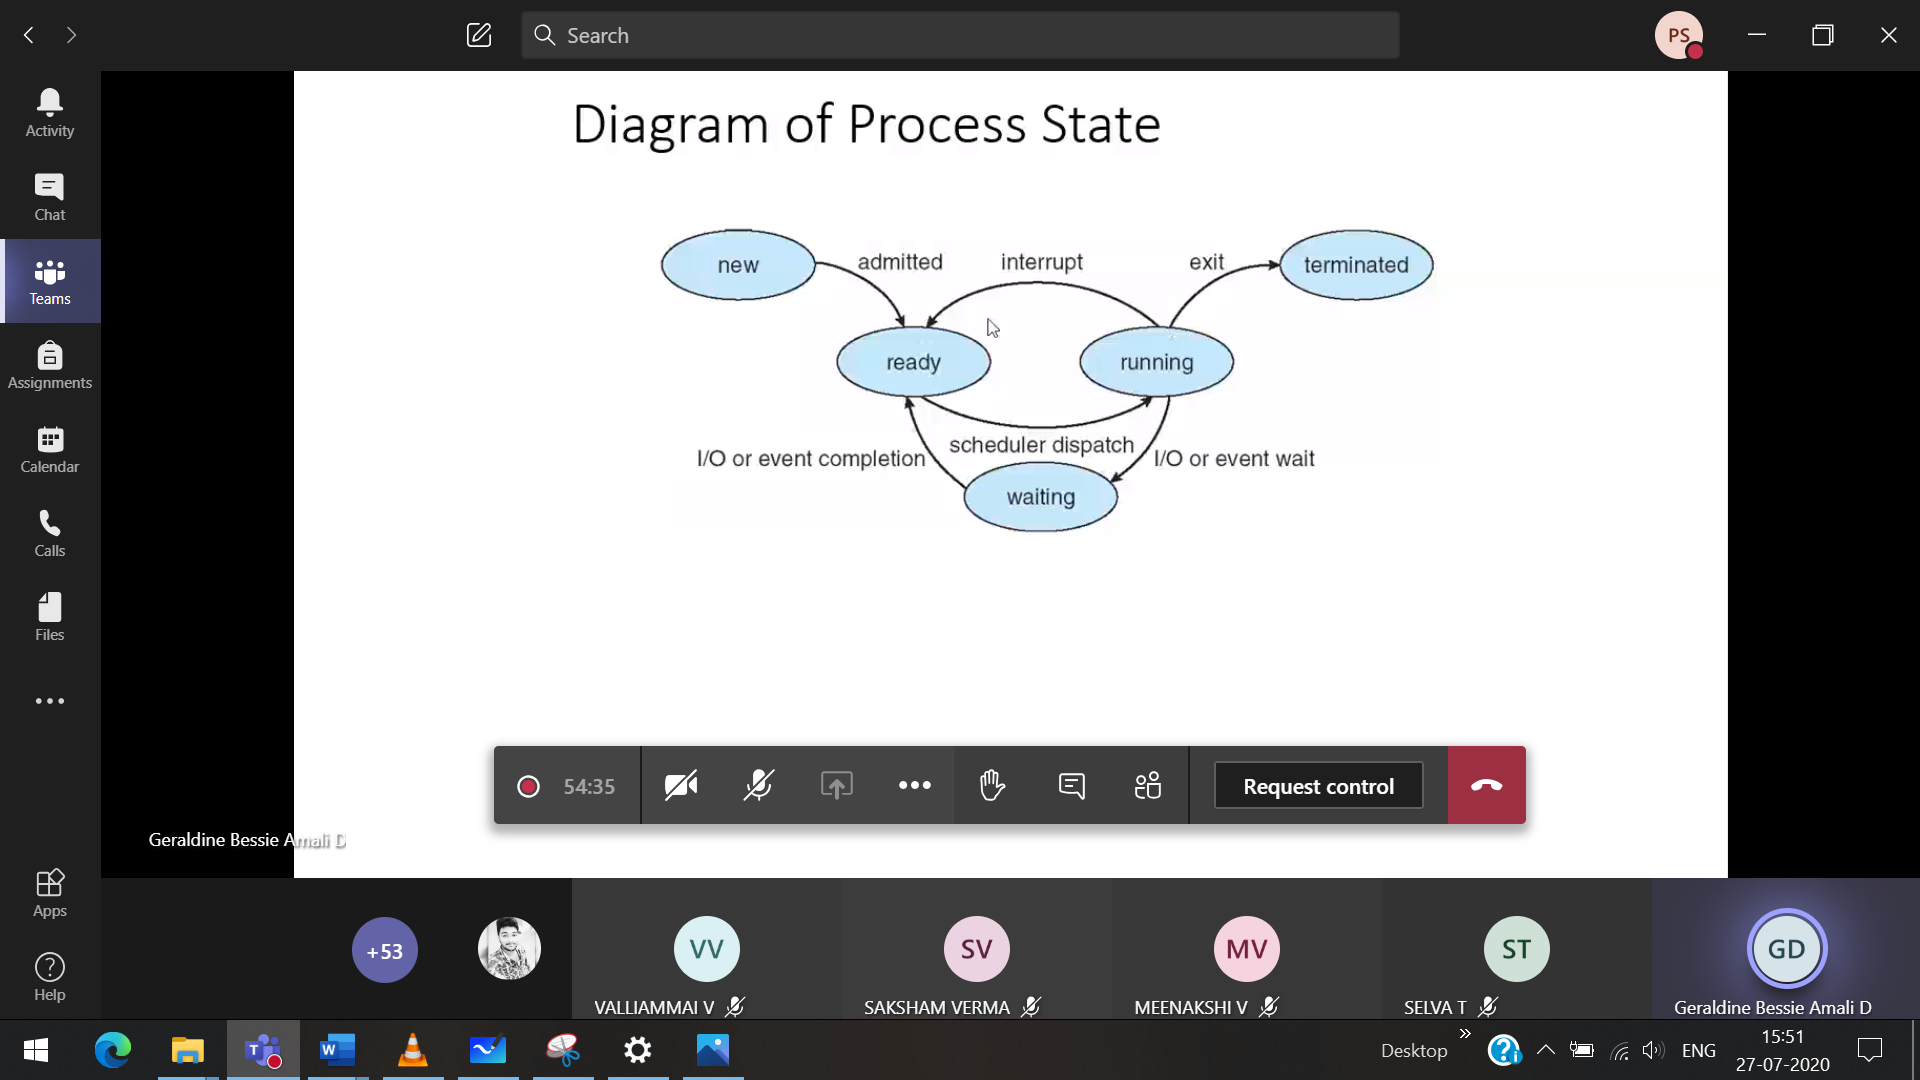 Search
PS
Activity
Chat
Teams
Assignments
Calendar
Calls
Files
Apps
Help
Diagram of Process State
new
admitted
interrupt
exit
terminated
ready
running
scheduler dispatch
I/O or event completion
I/O or event wait
waiting
54:35
Request control
Geraldine Bessie Amali D
+53
VV
SV
MV
ST
GD
VALLIAMMAI V
SAKSHAM VERMA
MEENAKSHI V
SELVA T
Geraldine Bessie Amali D
Desktop
ENG
15:51
27-07-2020